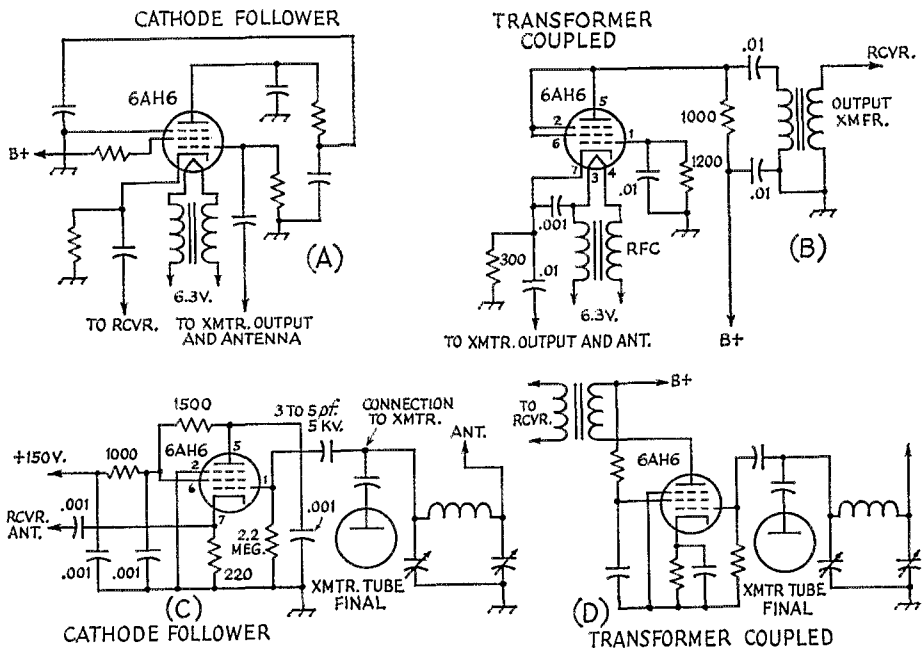 CATHODE FOLLOWER
6AH6
B+
(A)
6.3V.
TO RCVR.
TO XMTR. OUTPUT
AND ANTENNA
TRANSFORMER
COUPLED
6AH6
5
2
6
1
7
3
4
.01
RCVR.
1000
OUTPUT
XMFR.
1200
.01
.01
.001
RFC
300
.01
6.3V.
(B)
TO XMTR. OUTPUT AND ANT.
B+
1500
3 TO 5 pf.
5 KV.
CONNECTION
TO XMTR.
ANT.
+150V.
1000
6AH6
5
2
6
1
7
.001
RCVR.
ANT.
.001
.001
220
2.2
MEG.
.001
XMTR. TUBE
FINAL
(C)
CATHODE FOLLOWER
B+
TO
RCVR.
6AH6
XMTR TUBE
FINAL
(D)
TRANSFORMER COUPLED